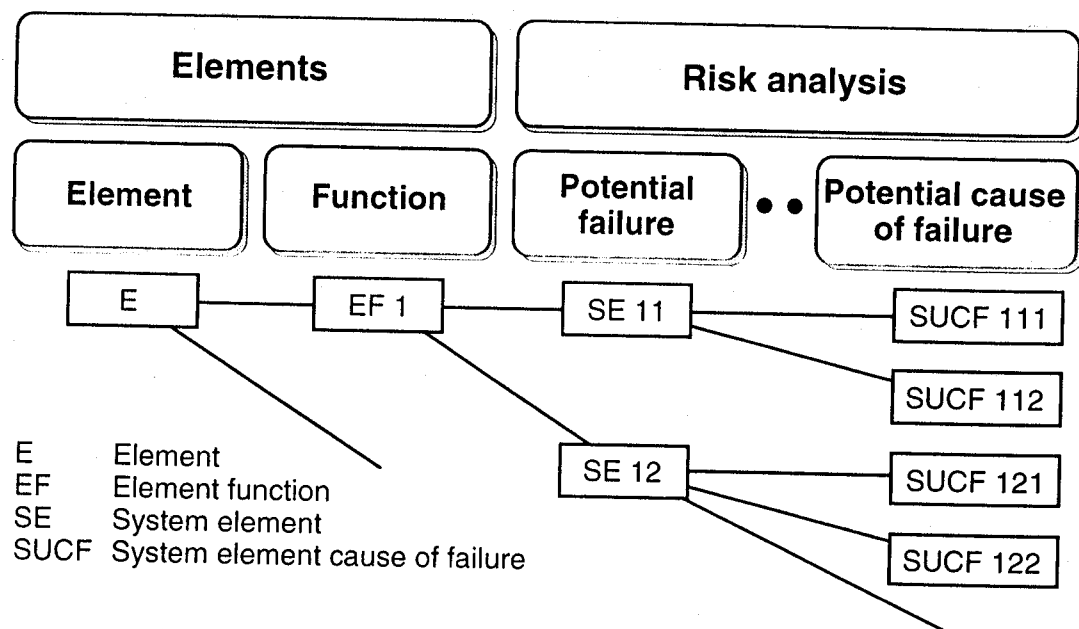 Elements
Risk analysis
Element
Function
Potential
failure
Potential cause
of failure
E
EF 1
SE 11
SUCF 111
SUCF 112
SE 12
SUCF 121
SUCF 122
E Element
EF Element function
SE System element
SUCF System element cause of failure